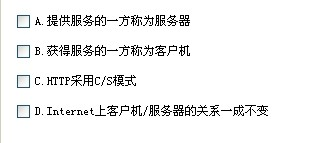 A.提供服务的一方称为服务器
B.获得服务的一方称为客户机
C.HTTP采用C/S模式
D.Internet上客户机/服务器的关系一成不变